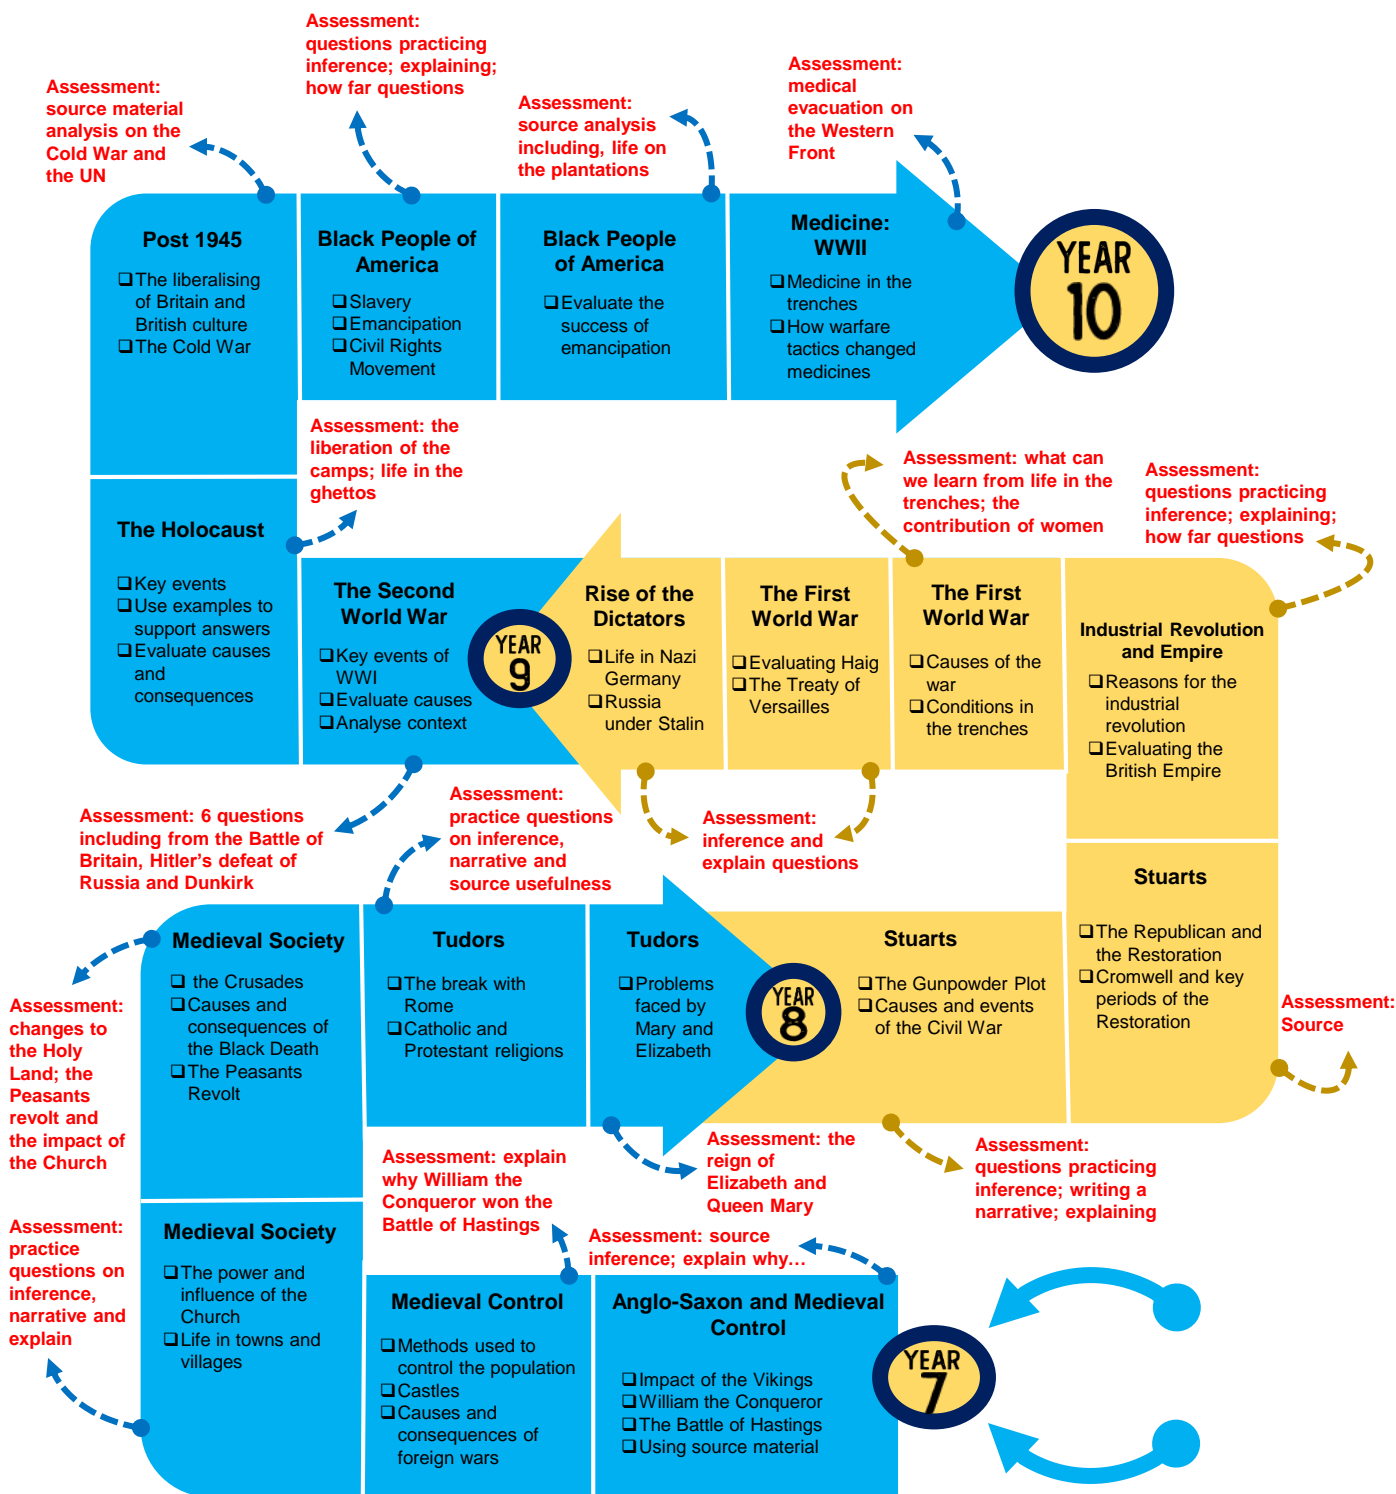 Assessment:
questions practicing
inference; explaining;
how far questions
Assessment:
source material
analysis on the
Cold War and
the UN
Assessment:
source analysis
including, life on
the plantations
Assessment:
medical
evacuation on
the Western
Front
Post 1945
❑The liberalising
of Britain and
British culture
❑The Cold War
Black People of
America
❑Slavery
❑Emancipation
❑Civil Rights
Movement
Black People
of America
❑Evaluate the
success of
emancipation
Medicine:
WWII
❑Medicine in the
trenches
❑How warfare
tactics changed
medicines
YEAR
10
Assessment: the
liberation of the
camps; life in the
ghettos
Assessment: what can
we learn from life in the
trenches; the
contribution of women
Assessment:
questions practicing
inference; explaining;
how far questions
The Holocaust
❑Key events
❑Use examples to
support answers
❑Evaluate causes
and
consequences
The Second
World War
❑Key events of
WWI
❑Evaluate causes
❑Analyse context
YEAR
9
Rise of the
Dictators
❑Life in Nazi
Germany
❑Russia
under Stalin
The First
World War
❑Evaluating Haig
❑The Treaty of
Versailles
The First
World War
❑Causes of the
war
❑Conditions in
the trenches
Industrial Revolution
and Empire
❑Reasons for the
industrial
revolution
❑Evaluating the
British Empire
Assessment: 6 questions
including from the Battle of
Britain, Hitler's defeat of
Russia and Dunkirk
Assessment:
practice questions
on inference,
narrative and
source usefulness
Assessment:
inference and
explain questions
Medieval Society
❑ the Crusades
❑Causes and
consequences of
the Black Death
❑The Peasants
Revolt
Tudors
❑The break with
Rome
❑Catholic and
Protestant religions
Tudors
❑Problems
faced by
Mary and
Elizabeth
YEAR
8
Stuarts
❑The Gunpowder Plot
❑Causes and events
of the Civil War
Stuarts
❑The Republican and
the Restoration
❑Cromwell and key
periods of the
Restoration
Assessment:
Source
Assessment:
changes to
the Holy
Land; the
Peasants
revolt and
the impact of
the Church
Assessment: explain
why William the
Conqueror won the
Battle of Hastings
Assessment: the
reign of
Elizabeth and
Queen Mary
Assessment:
questions practicing
inference; writing a
narrative; explaining
Assessment:
practice
questions on
inference,
narrative and
explain
Medieval Society
❑The power and
influence of the
Church
❑Life in towns and
villages
Assessment: source
inference; explain why…
Medieval Control
❑Methods used to
control the population
❑Castles
❑Causes and
consequences of
foreign wars
Anglo-Saxon and Medieval
Control
❑Impact of the Vikings
❑William the Conqueror
❑The Battle of Hastings
❑Using source material
YEAR
7